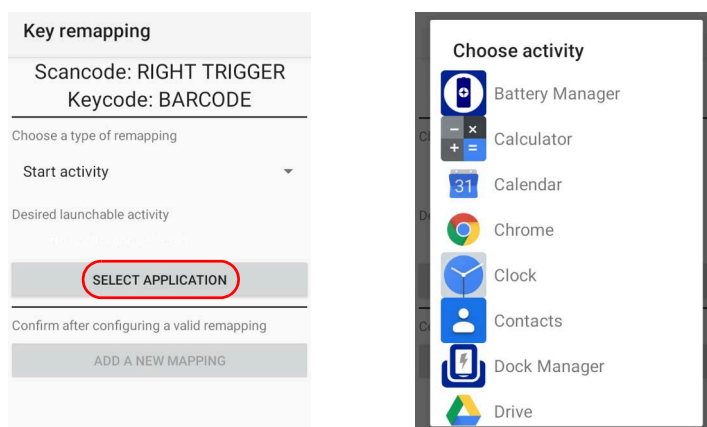 Key remapping
Scancode: RIGHT TRIGGER
Keycode: BARCODE
Choose a type of remapping
Start activity
Desired launchable activity
SELECT APPLICATION
Confirm after configuring a valid remapping
ADD A NEW MAPPING
Choose activity
Battery Manager
Calculator
31
Calendar
Chrome
Clock
Contacts
Dock Manager
Drive